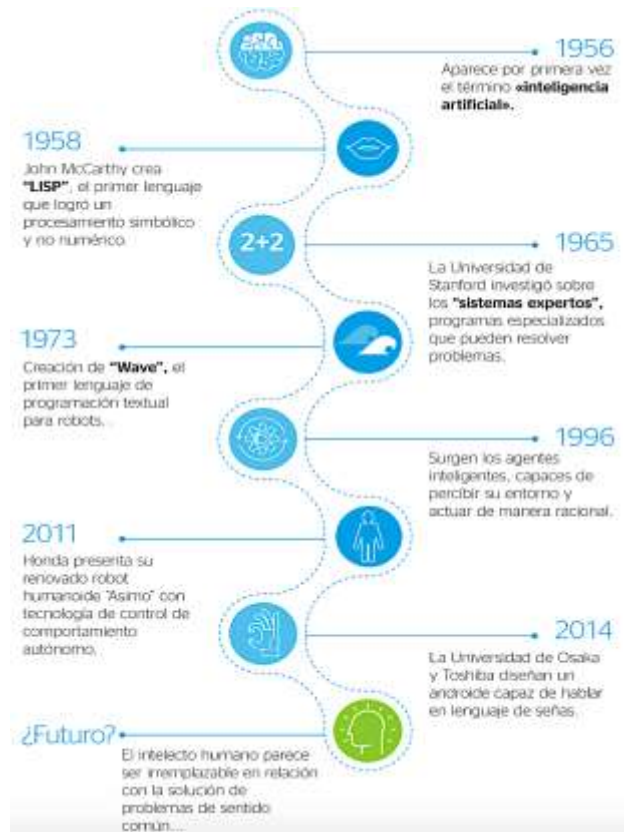 1956
Aparece por primera vez
el término «inteligencia
artificial».
1958
John McCarthy crea
"LISP", el primer lenguaje
que logró un
procesamiento simbólico
y no numérico.
2+2
1965
La Universidad de
Stanford investigó sobre
los "sistemas expertos",
programas especializados
que pueden resolver
problemas.
1973
Creación de "Wave", el
primer lenguaje de
programación textual
para robots...
1996
Surgen los agentes
inteligentes, capaces de
percibir su entorno y
actuar de manera racional.
2011
Honda presenta su
renovado robot
humanoide "Asimo" con
tecnología de control de
comportamiento
autónomo.
2014
La Universidad de Osaka
y Toshiba diseñan un
androide capaz de hablar
en lenguaje de señas.
¿Futuro?
El intelecto humano parece
ser irremplazable en relación
con la solución de
problemas de sentido
común...